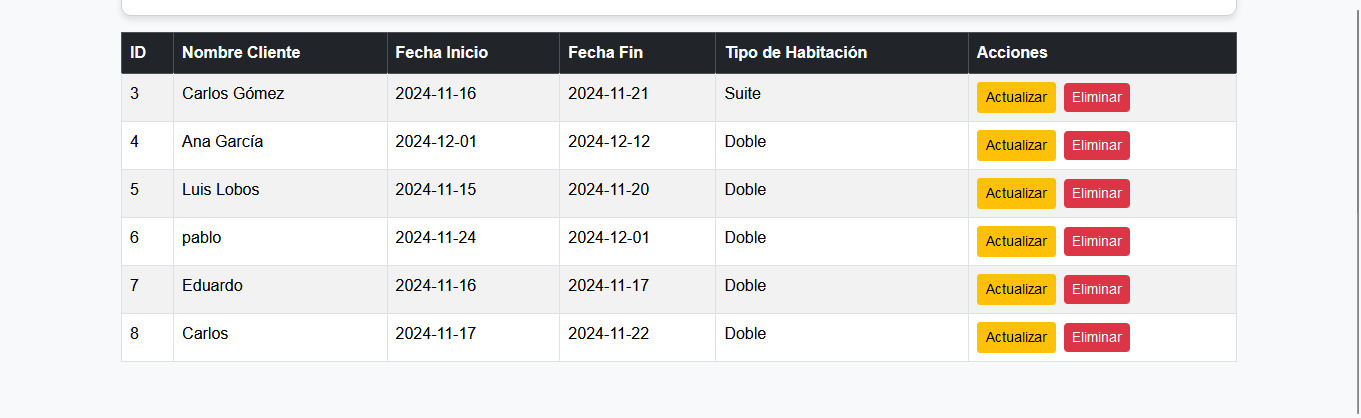 ID Nombre Cliente Fecha Inicio Fecha Fin Tipo de Habitación Acciones
3 Carlos Gómez 2024-11-16 2024-11-21 Suite Actualizar Eliminar
4 Ana García 2024-12-01 2024-12-12 Doble Actualizar Eliminar
5 Luis Lobos 2024-11-15 2024-11-20 Doble Actualizar Eliminar
6 pablo 2024-11-24 2024-12-01 Doble Actualizar Eliminar
7 Eduardo 2024-11-16 2024-11-17 Doble Actualizar Eliminar
8 Carlos 2024-11-17 2024-11-22 Doble Actualizar Eliminar